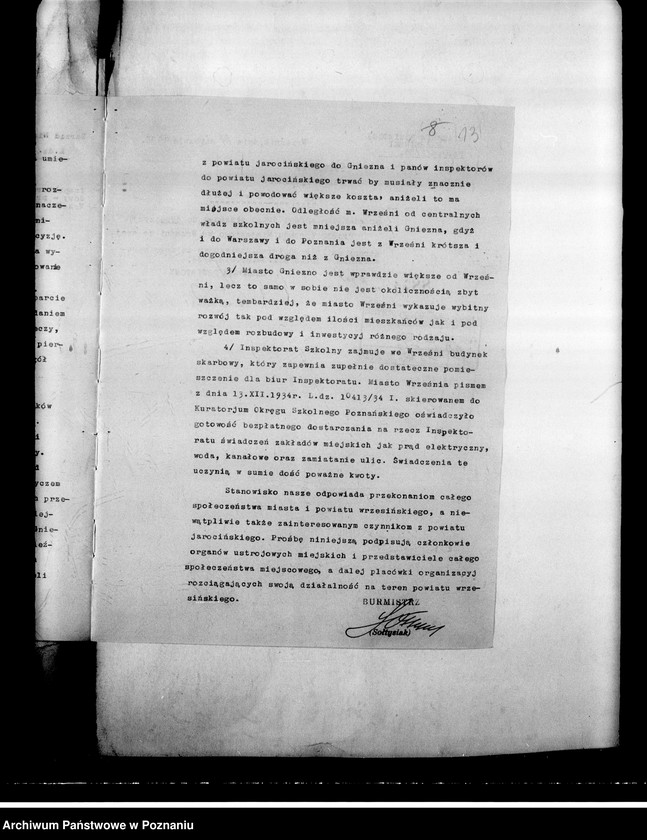 8 13
z powiatu jarocińskiego do Gniezna i panów inspektorów
do powiatu jarocińskiego trwać by musiały znacznie
dłużej i powodować większe koszta, aniżeli to ma
miejsce obecnie. Odległość m. Wrześni od centralnych
władz szkolnych jest mniejsza aniżeli Gniezna, gdyż
i do Warszawy i do Poznania jest z Wrześni krótsza i
dogodniejsza droga niż z Gniezna.
3/ Miasto Gniezno jest wprawdzie większe od Wrześ-
ni, lecz to samo w sobie nie jest okolicznością zbyt
ważką, tembardziej, że miasto Wrześni wykazuje wybitny
rozwój tak pod względem ilości mieszkańców jak i pod
względem rozbudowy i inwestycyj różnego rodzaju.
4/ Inspektorat Szkolny zajmuje we Wrześni budynek
skarbowy, który zapewnia zupełnie dostateczne pomie-
szczenie dla biur Inspektoratu. Miasto Września pismem
z dnia 13.XII.1934r. L.dz. 10413/34 I. skierowanem do
Kuratorjum Okręgu Szkolnego Poznańskiego oświadczyło
gotowość bezpłatnego dostarczania na rzecz Inspekto-
ratu świadczeń zakładów miejskich jak prąd elektryczny,
woda, kanałowe oraz zamiatanie ulic. Świadczenia te
uczynią w sumie dość poważne kwoty.
Stanowisko nasze odpowiada przekonaniom całego
społeczeństwa miasta i powiatu wrzesińskiego, a nie-
wątpliwie także zainteresowanym czynnikom z powiatu
jarocińskiego. Prośbę niniejszą podpisują członkowie
organów ustrojowych miejskich i przedstawiciele całego
społeczeństwa miejscowego, a dalej placówki organizacyj
rozciągających swoją działalność na teren powiatu wrze-
sińskiego.
BURMISTRZ
(Sołtysiak)
Archiwum Państwowe w Poznaniu